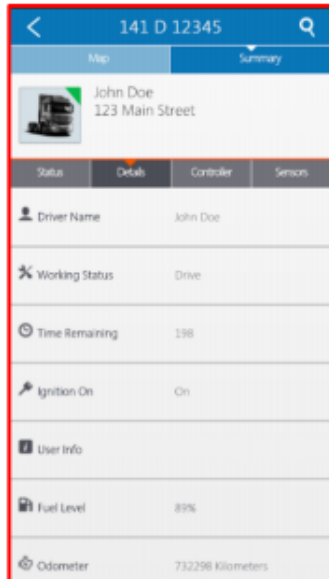 141 D 12345
Map Summary
John Doe
123 Main Street
Status Details Controller Sensors
Driver Name John Doe
Working Status Drive
Time Remaining 198
Ignition On On
User Info
Fuel Level 89%
Odometer 732298 Kilometers